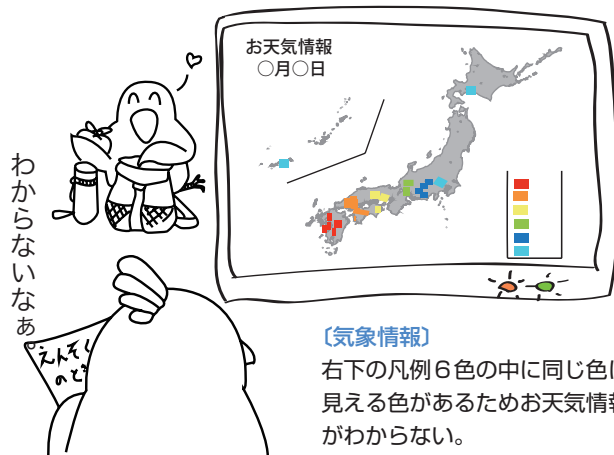 お天気情報
○月○日
わからないなぁ。
えんそく
のど
〔気象情報〕
右下の凡例6色の中に同じ色に
見える色があるためお天気情報
がわからない。